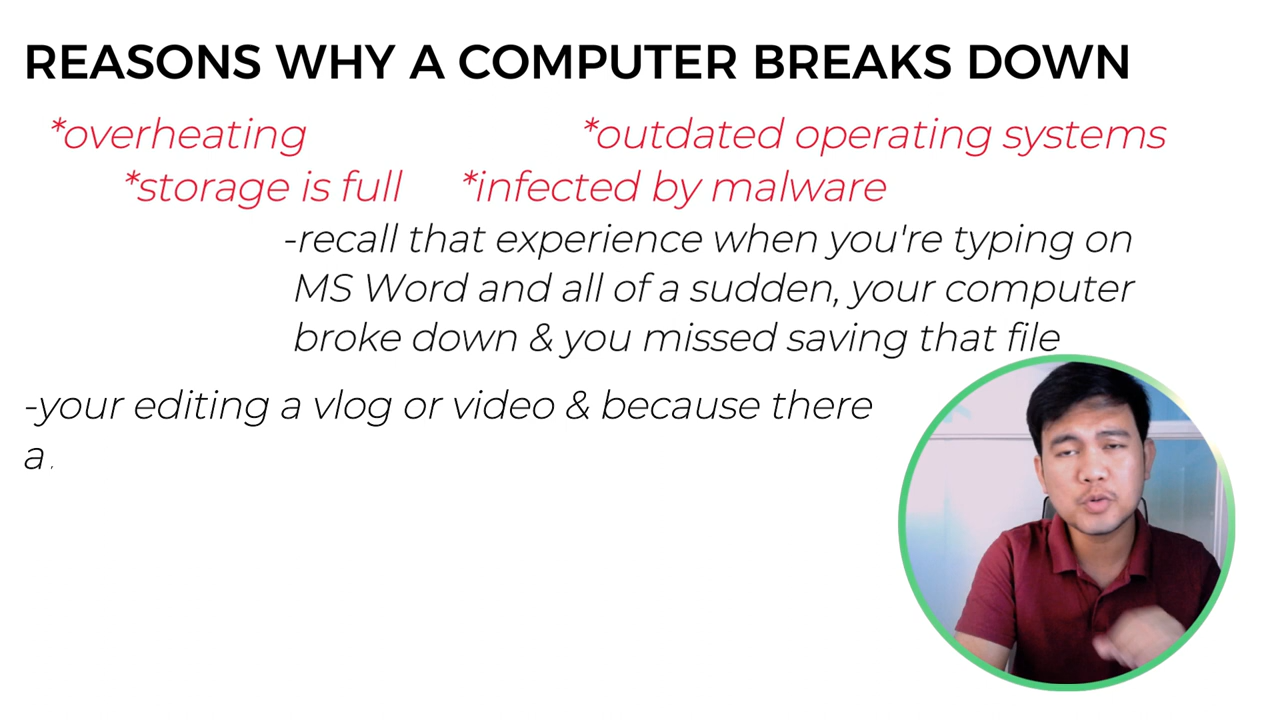 REASONS WHY A COMPUTER BREAKS DOWN
*overheating *outdated operating systems
*storage is full *infected by malware
-recall that experience when you're typing on
MS Word and all of a sudden, your computer
broke down & you missed saving that file
-your editing a vlog or video & because there
a.